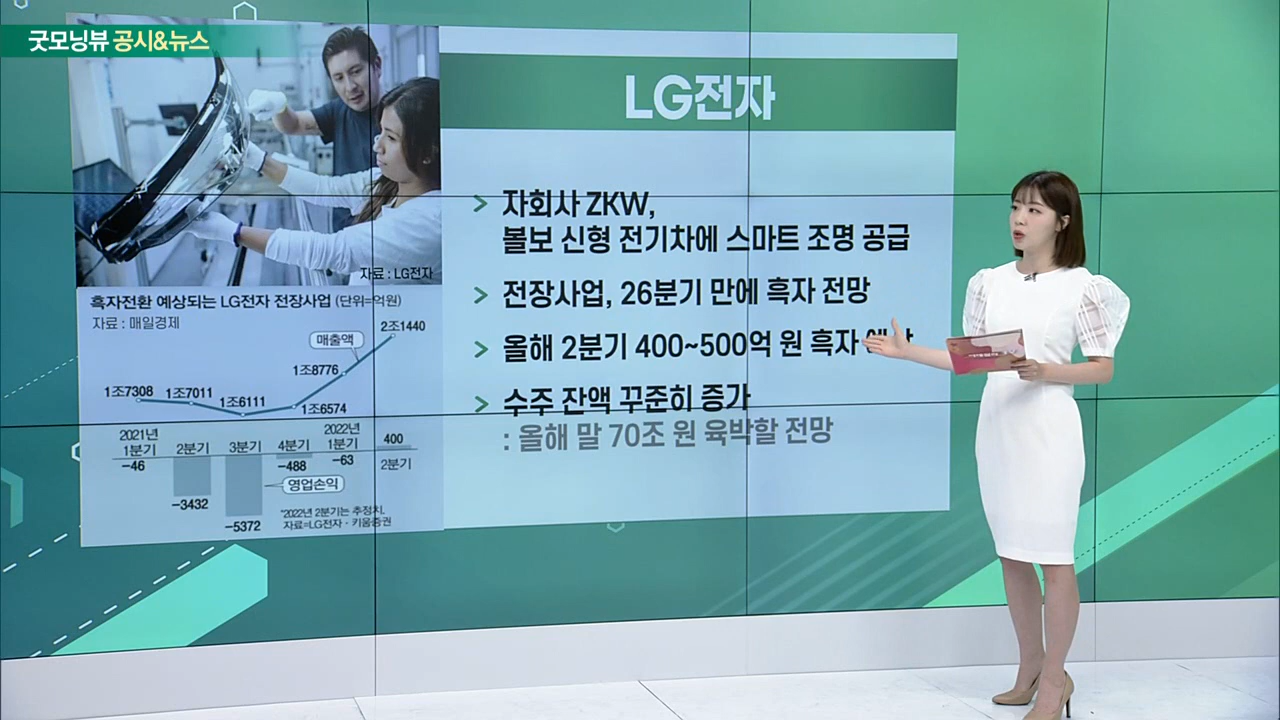 굿모닝뷰 공시&뉴스
LG전자
자료 : LG전자
흑자전환 예상되는 LG전자 전장사업 (단위=억원)
자료 : 매일경제
매출액
1조7308
1조7011
1조6111
1조6574
1조8776
2조1440
2021년
1분기
2분기
3분기
4분기
2022년
1분기
2분기
-46
-3432
-5372
-488
-63
400
영업손익
*2022년 2분기는 추정치,
자료=LG전자·키움증권
자회사 ZKW,
볼보 신형 전기차에 스마트 조명 공급
전장사업, 26분기 만에 흑자 전망
올해 2분기 400~500억 원 흑자
수주 잔액 꾸준히 증가
: 올해 말 70조 원 육박할 전망